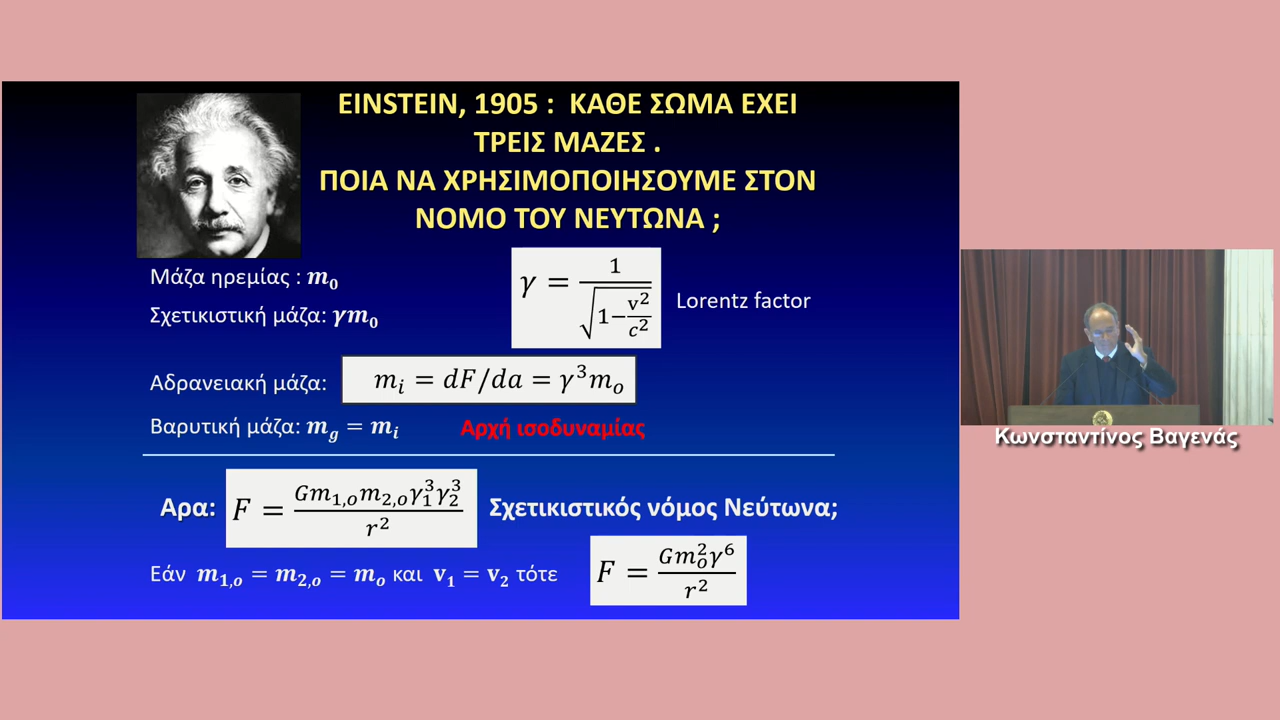 EINSTEIN, 1905 : ΚΑΘΕ ΣΩΜΑ ΕΧΕΙ
ΤΡΕΙΣ ΜΑΖΕΣ .
ΠΟΙΑ ΝΑ ΧΡΗΣΙΜΟΠΟΙΗΣΟΥΜΕ ΣΤΟΝ
ΝΟΜΟ ΤΟΥ ΝΕΥΤΩΝΑ ;
Μάζα ηρεμίας : m₀
Σχετικιστική μάζα: γm₀
γ = 1/√(1−v²/c²)
Lorentz factor
Αδρανειακή μάζα: mᵢ = dF/da = γ³mₒ
Βαρυτική μάζα: m_g = mᵢ Αρχή ισοδυναμίας
Αρα: F = Gm₁,ₒm₂,ₒγ₁³γ₂³/r² Σχετικιστικός νόμος Νεύτωνα;
Εάν m₁,ₒ = m₂,ₒ = mₒ και v₁ = v₂ τότε F = Gmₒ²γ⁶/r²
Κωνσταντίνος Βαγενάς